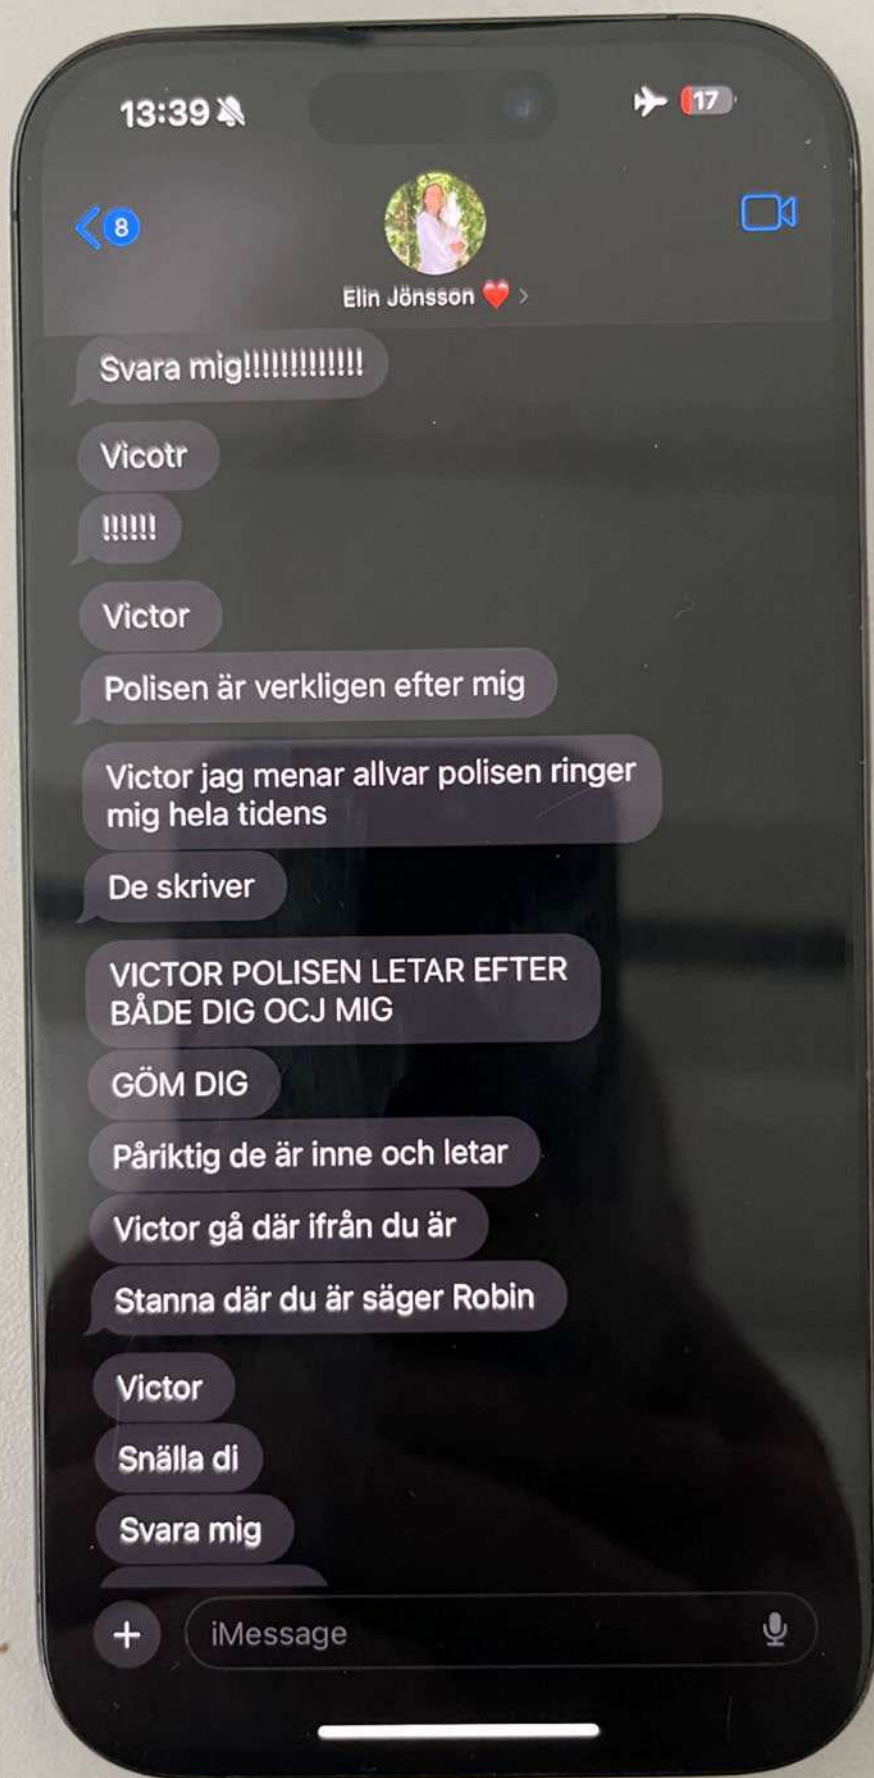 13:39
17
8
Elin Jönsson ❤️ >
Svara mig!!!!!!!!!!!!!
Vicotr
!!!!!!
Victor
Polisen är verkligen efter mig
Victor jag menar allvar polisen ringer
mig hela tidens
De skriver
VICTOR POLISEN LETAR EFTER
BÅDE DIG OCJ MIG
GÖM DIG
Påriktig de är inne och letar
Victor gå där ifrån du är
Stanna där du är säger Robin
Victor
Snälla di
Svara mig
iMessage